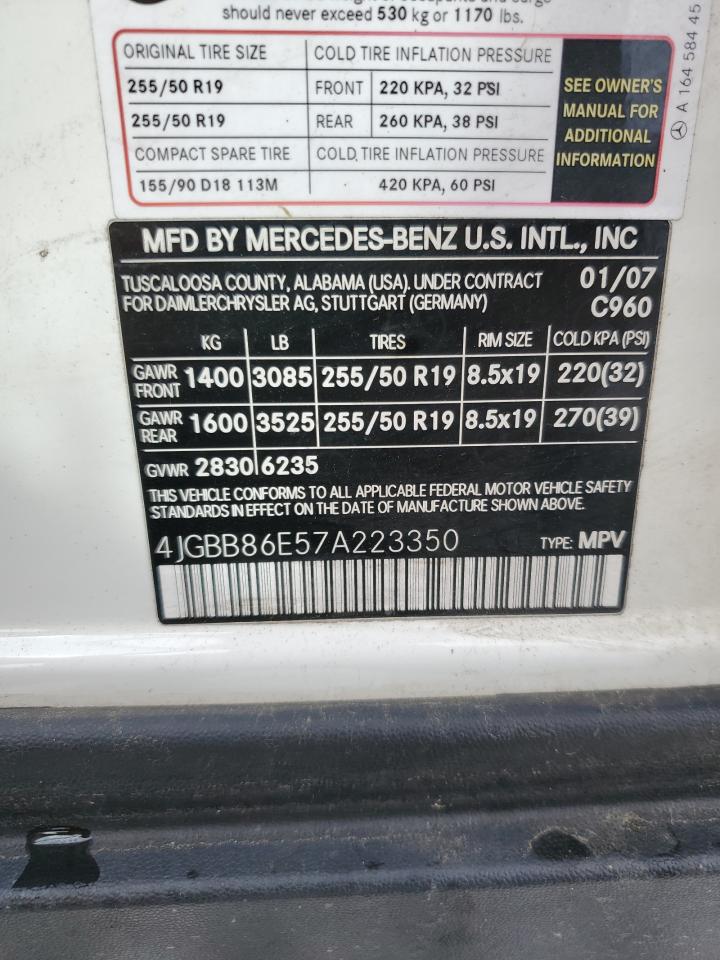 should never exceed 530 kg or 1170 lbs.
ORIGINAL TIRE SIZE COLD TIRE INFLATION PRESSURE
255/50 R19 FRONT 220 KPA, 32 PSI
255/50 R19 REAR 260 KPA, 38 PSI
COMPACT SPARE TIRE COLD TIRE INFLATION PRESSURE
155/90 D18 113M 420 KPA, 60 PSI
SEE OWNER'S
MANUAL FOR
ADDITIONAL
INFORMATION
A 164 584 45
MFD BY MERCEDES-BENZ U.S. INTL., INC
TUSCALOOSA COUNTY, ALABAMA (USA). UNDER CONTRACT 01/07
FOR DAIMLERCHRYSLER AG, STUTTGART (GERMANY) C960
KG LB TIRES RIM SIZE COLD KPA (PSI)
GAWR FRONT 1400 3085 255/50 R19 8.5x19 220(32)
GAWR REAR 1600 3525 255/50 R19 8.5x19 270(39)
GVWR 2830 6235
THIS VEHICLE CONFORMS TO ALL APPLICABLE FEDERAL MOTOR VEHICLE SAFETY
STANDARDS IN EFFECT ON THE DATE OF MANUFACTURE SHOWN ABOVE.
4JGBB86E57A223350 TYPE: MPV